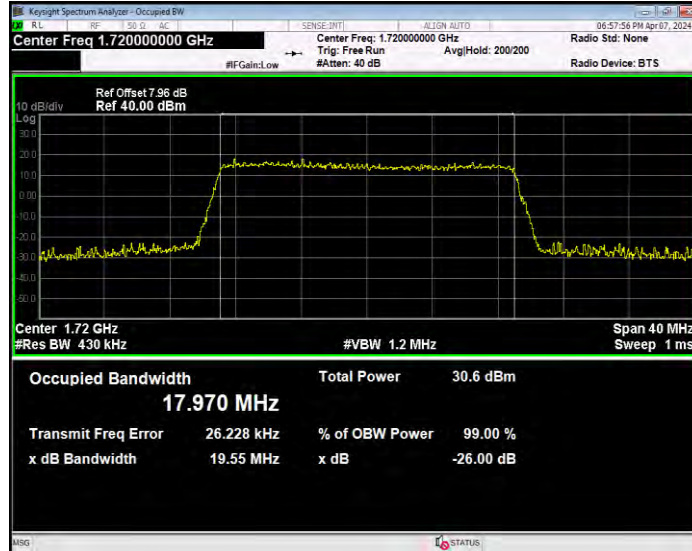 Keysight Spectrum Analyzer - Occupied BW
RL RF 50 Ω AC SENSE:INT ALIGN AUTO 06:57:56 PM Apr 07, 2024
Center Freq 1.720000000 GHz Center Freq: 1.720000000 GHz Radio Std: None
Trig: Free Run Avg|Hold: 200/200
#IFGain:Low #Atten: 40 dB Radio Device: BTS
Ref Offset 7.96 dB
10 dB/div Ref 40.00 dBm
Log
30.0
20.0
10.0
0.00
-10.0
-20.0
-30.0
-40.0
-50.0
Center 1.72 GHz Span 40 MHz
#Res BW 430 kHz #VBW 1.2 MHz Sweep 1 ms
Occupied Bandwidth Total Power 30.6 dBm
17.970 MHz
Transmit Freq Error 26.228 kHz % of OBW Power 99.00 %
x dB Bandwidth 19.55 MHz x dB -26.00 dB
MSG STATUS